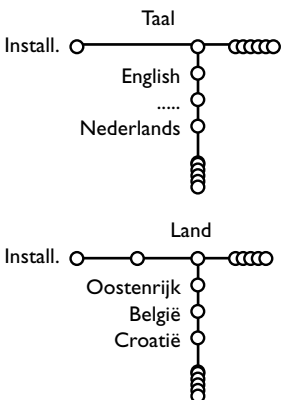 Taal
Install.
English
.....
Nederlands
Land
Install.
Oostenrijk
België
Croatië